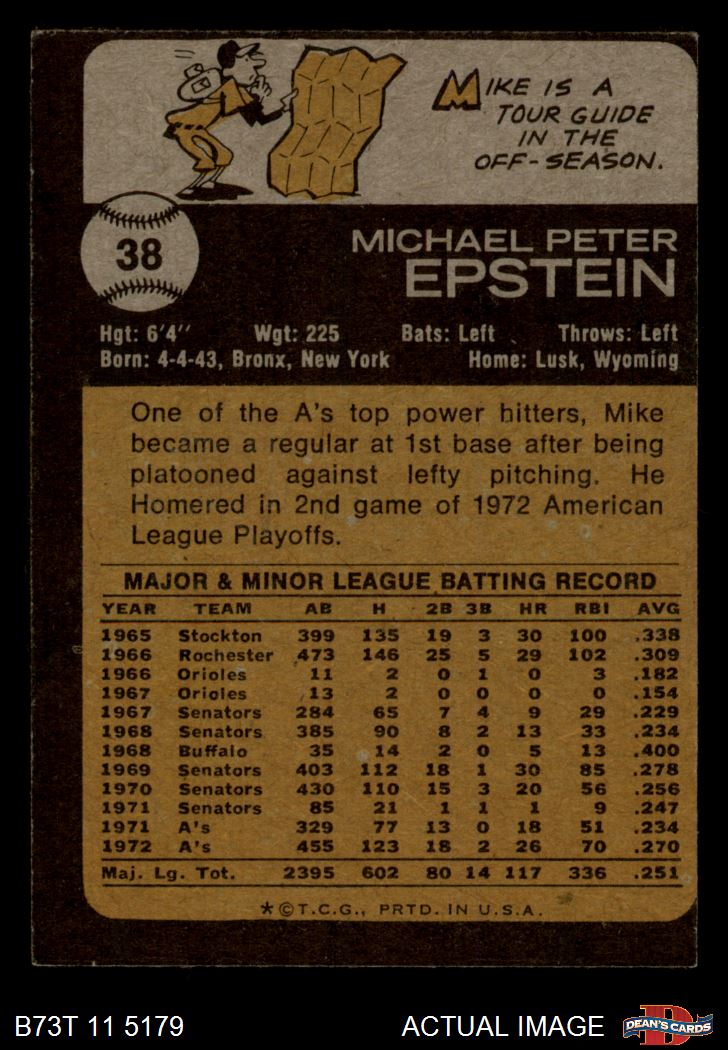 MIKE IS A
TOUR GUIDE
IN THE
OFF-SEASON.
38
MICHAEL PETER
EPSTEIN
Hgt: 6'4" Wgt: 225 Bats: Left Throws: Left
Born: 4-4-43, Bronx, New York Home: Lusk, Wyoming
One of the A's top power hitters, Mike
became a regular at 1st base after being
platooned against lefty pitching. He
Homered in 2nd game of 1972 American
League Playoffs.
MAJOR & MINOR LEAGUE BATTING RECORD
YEAR TEAM AB H 2B 3B HR RBI AVG
1965 Stockton 399 135 19 3 30 100 .338
1966 Rochester 473 146 25 5 29 102 .309
1966 Orioles 11 2 0 1 0 3 .182
1967 Orioles 13 2 0 0 0 0 .154
1967 Senators 284 65 7 4 9 29 .229
1968 Senators 385 90 8 2 13 33 .234
1968 Buffalo 35 14 2 0 5 13 .400
1969 Senators 403 112 18 1 30 85 .278
1970 Senators 430 110 15 3 20 56 .256
1971 Senators 85 21 1 1 1 9 .247
1971 A's 329 77 13 0 18 51 .234
1972 A's 455 123 18 2 26 70 .270
Maj. Lg. Tot. 2395 602 80 14 117 336 .251
*©T.C.G., PRTD. IN U.S.A.
B73T 11 5179 ACTUAL IMAGE DEAN'S CARDS